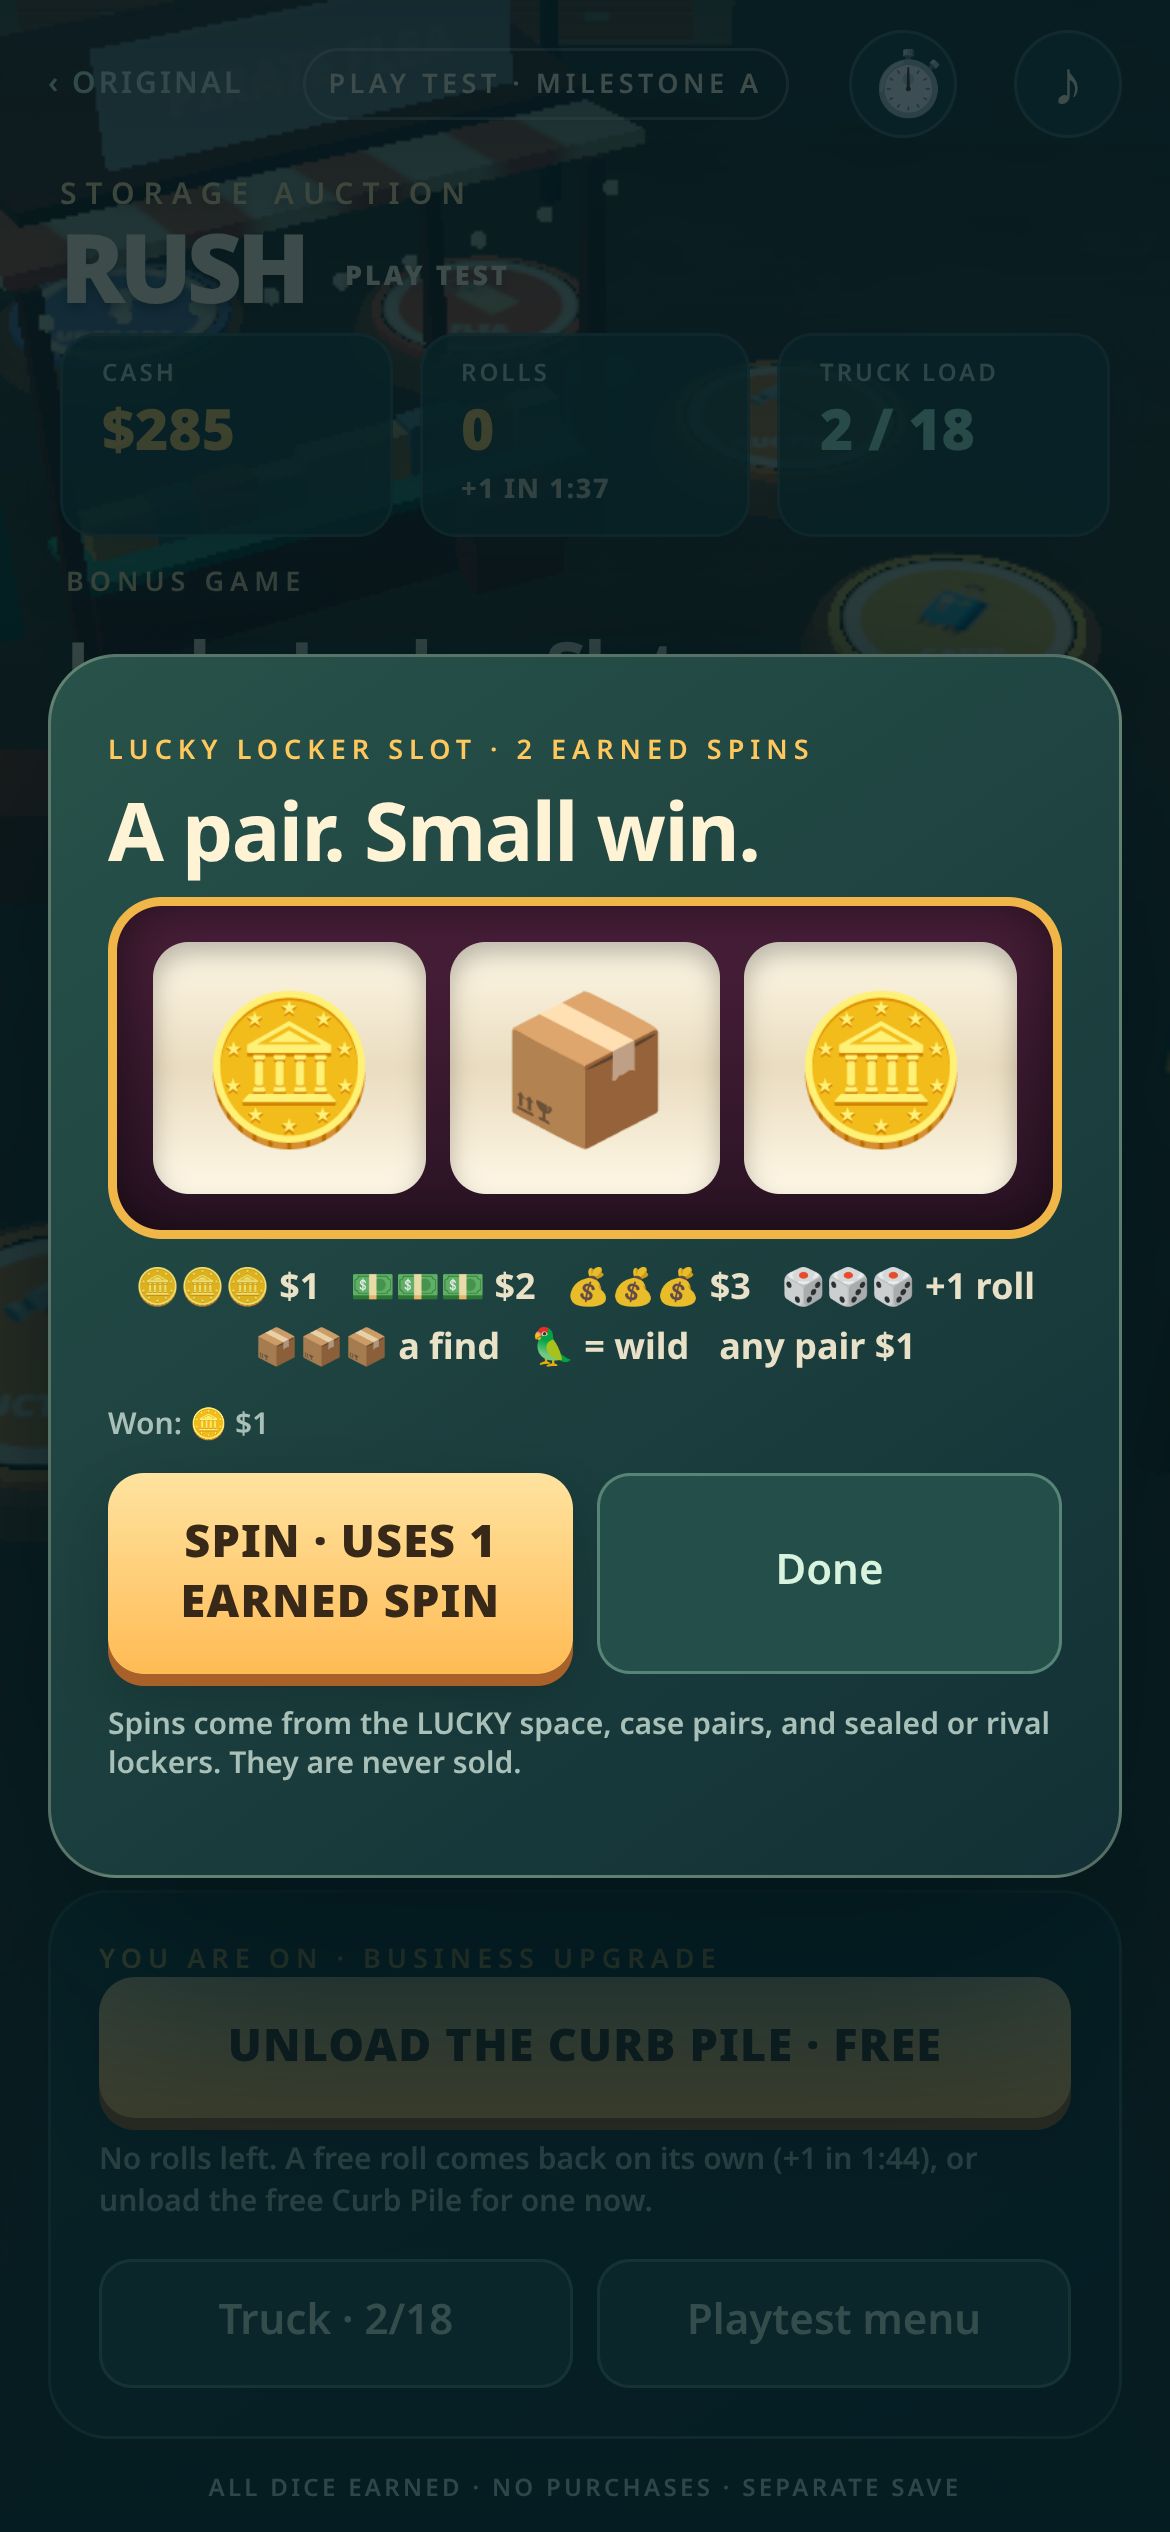 ‹ ORIGINAL
PLAY TEST · MILESTONE A
STORAGE AUCTION
RUSH PLAY TEST
CASH
$285
ROLLS
0
+1 IN 1:37
TRUCK LOAD
2 / 18
BONUS GAME
LUCKY LOCKER SLOT · 2 EARNED SPINS
A pair. Small win.
🪙🪙🪙 $1 💵💵💵 $2 💰💰💰 $3 🎲🎲🎲 +1 roll
📦📦📦 a find 🦜 = wild any pair $1
Won: 🪙 $1
SPIN · USES 1
EARNED SPIN
Done
Spins come from the LUCKY space, case pairs, and sealed or rival
lockers. They are never sold.
YOU ARE ON · BUSINESS UPGRADE
UNLOAD THE CURB PILE · FREE
No rolls left. A free roll comes back on its own (+1 in 1:44), or
unload the free Curb Pile for one now.
Truck · 2/18
Playtest menu
ALL DICE EARNED · NO PURCHASES · SEPARATE SAVE